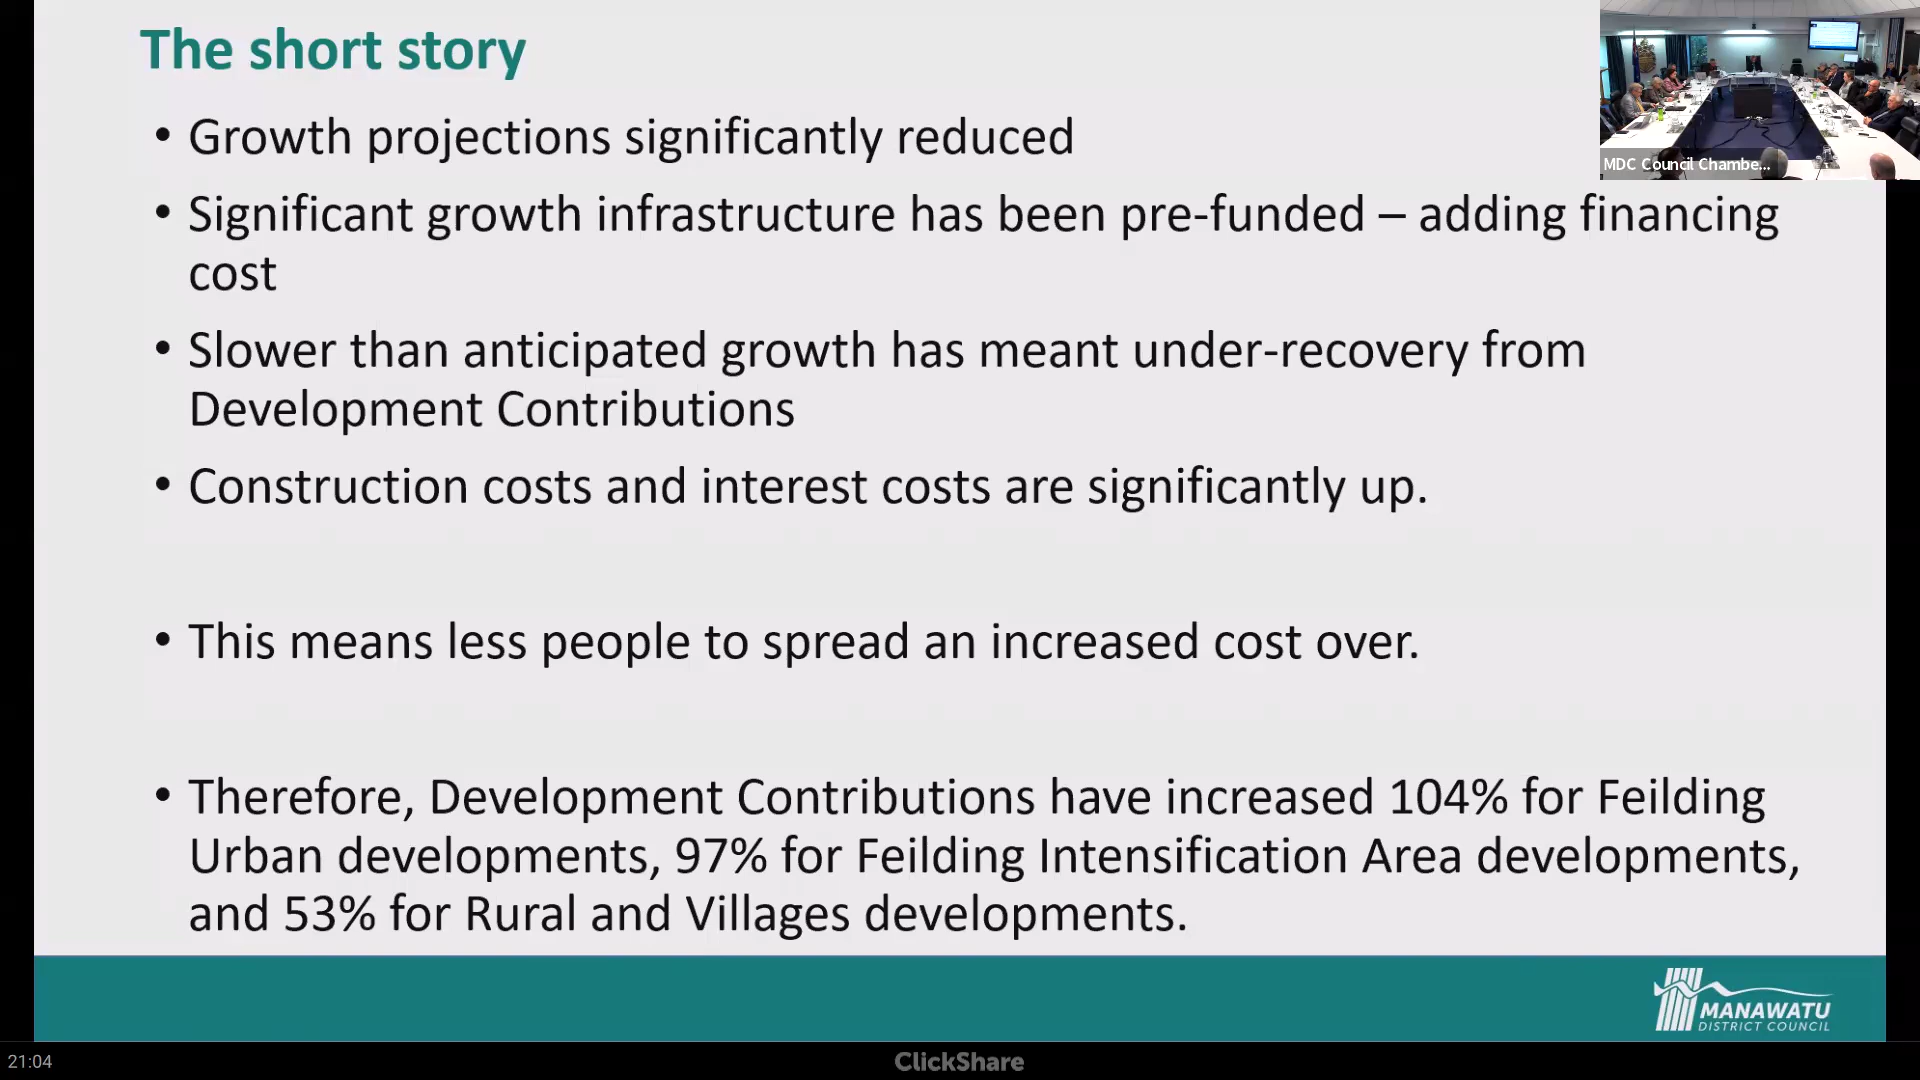 The short story
• Growth projections significantly reduced
• Significant growth infrastructure has been pre-funded – adding financing
cost
• Slower than anticipated growth has meant under-recovery from
Development Contributions
• Construction costs and interest costs are significantly up.
• This means less people to spread an increased cost over.
• Therefore, Development Contributions have increased 104% for Feilding
Urban developments, 97% for Feilding Intensification Area developments,
and 53% for Rural and Villages developments.
MDC Council Chambe...
MANAWATU
DISTRICT COUNCIL
21:04
ClickShare